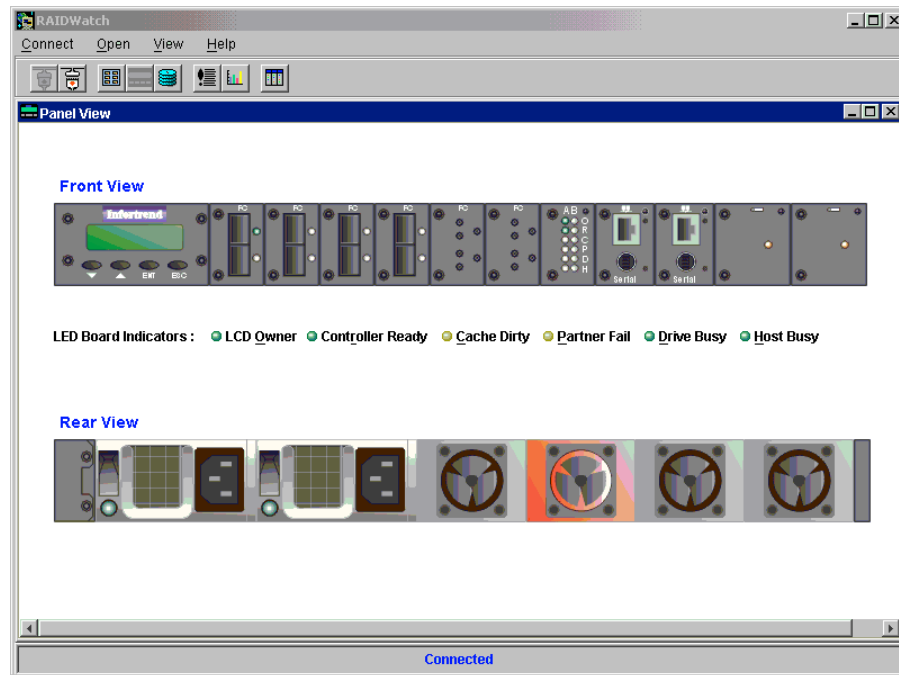 RAIDWatch
Connect Open View Help
Panel View
Front View
Infortrend
FC FC FC FC FC FC
A B
O
R
C
P
D
H
ENT ESC
Serial Serial
LED Board Indicators : LCD Owner Controller Ready Cache Dirty Partner Fail Drive Busy Host Busy
Rear View
Connected